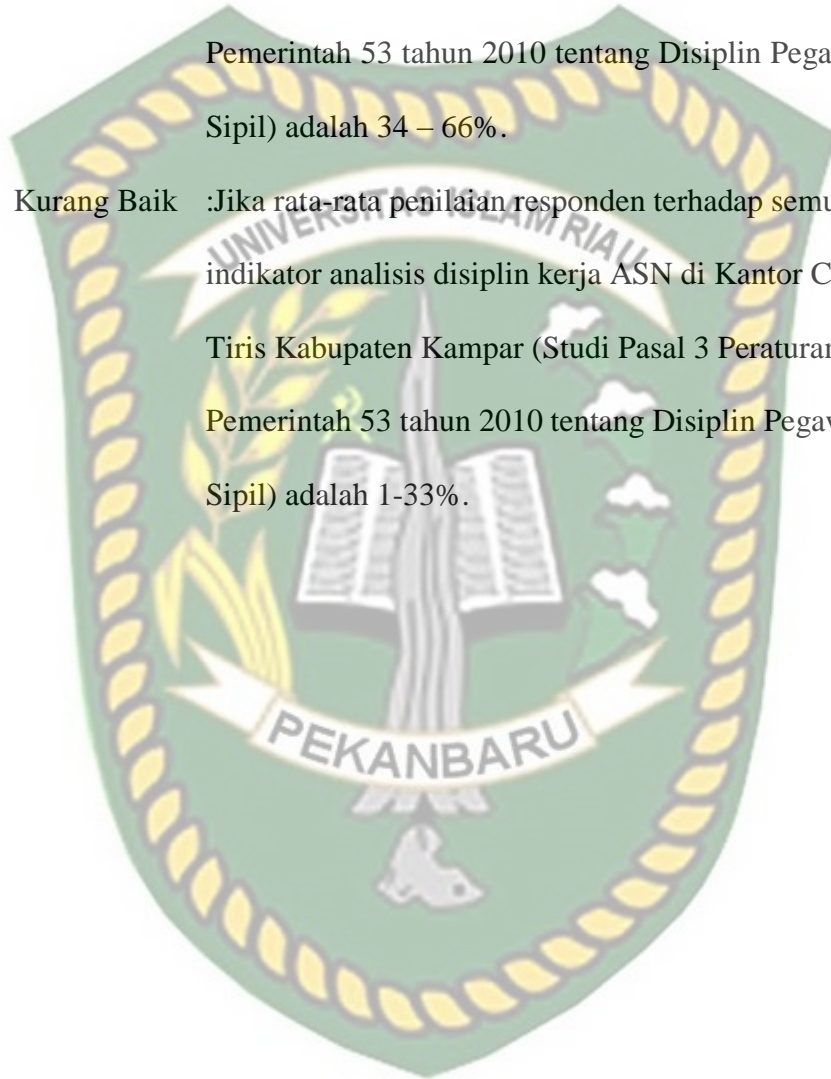 Pemerintah 53 tahun 2010 tentang Disiplin Pega
Sipil) adalah 34 – 66%.
Kurang Baik :Jika rata-rata penilaian responden terhadap semu
indikator analisis disiplin kerja ASN di Kantor C
Tiris Kabupaten Kampar (Studi Pasal 3 Peraturan
Pemerintah 53 tahun 2010 tentang Disiplin Pegaw
Sipil) adalah 1-33%.
UNIVERSITAS ISLAM RIAU
PEKANBARU